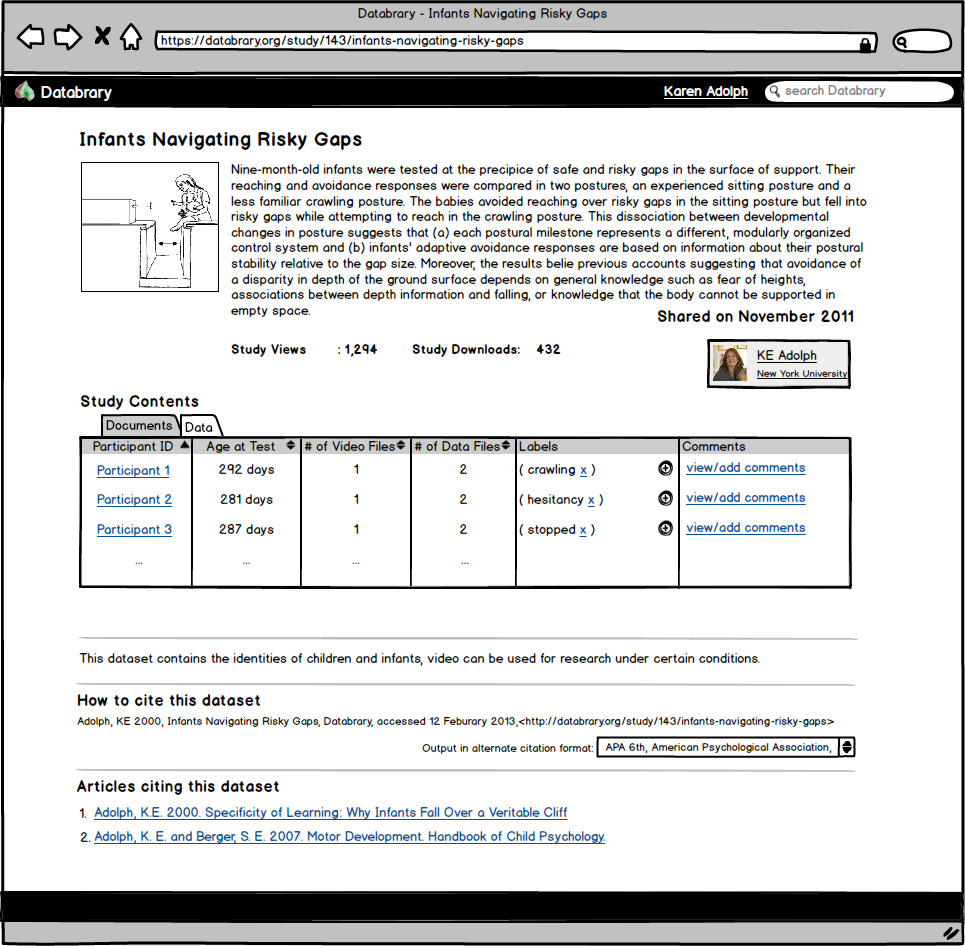 Databrary - Infants Navigating Risky Gaps
https://databrary.org/study/143/infants-navigating-risky-gaps
Databrary
Karen Adolph
search Databrary
Infants Navigating Risky Gaps
Nine-month-old infants were tested at the precipice of safe and risky gaps in the surface of support. Their
reaching and avoidance responses were compared in two postures, an experienced sitting posture and a
less familiar crawling posture. The babies avoided reaching over risky gaps in the sitting posture but fell into
risky gaps while attempting to reach in the crawling posture. This dissociation between developmental
changes in posture suggests that (a) each postural milestone represents a different, modularly organized
control system and (b) infants' adaptive avoidance responses are based on information about their postural
stability relative to the gap size. Moreover, the results belie previous accounts suggesting that avoidance of
a disparity in depth of the ground surface depends on general knowledge such as fear of heights,
associations between depth information and falling, or knowledge that the body cannot be supported in
empty space.
Shared on November 2011
Study Views : 1,294 Study Downloads: 432
KE Adolph
New York University
Study Contents
Documents Data
Participant ID Age at Test # of Video Files # of Data Files Labels Comments
Participant 1 292 days 1 2 ( crawling x ) view/add comments
Participant 2 281 days 1 2 ( hesitancy x ) view/add comments
Participant 3 287 days 1 2 ( stopped x ) view/add comments
... ... ... ...
This dataset contains the identities of children and infants, video can be used for research under certain conditions.
How to cite this dataset
Adolph, KE 2000, Infants Navigating Risky Gaps, Databrary, accessed 12 Feburary 2013,<http://databrary.org/study/143/infants-navigating-risky-gaps>
Output in alternate citation format: APA 6th, American Psychological Association,
Articles citing this dataset
1. Adolph, K.E. 2000. Specificity of Learning: Why Infants Fall Over a Veritable Cliff
2. Adolph, K. E. and Berger, S. E. 2007. Motor Development. Handbook of Child Psychology.